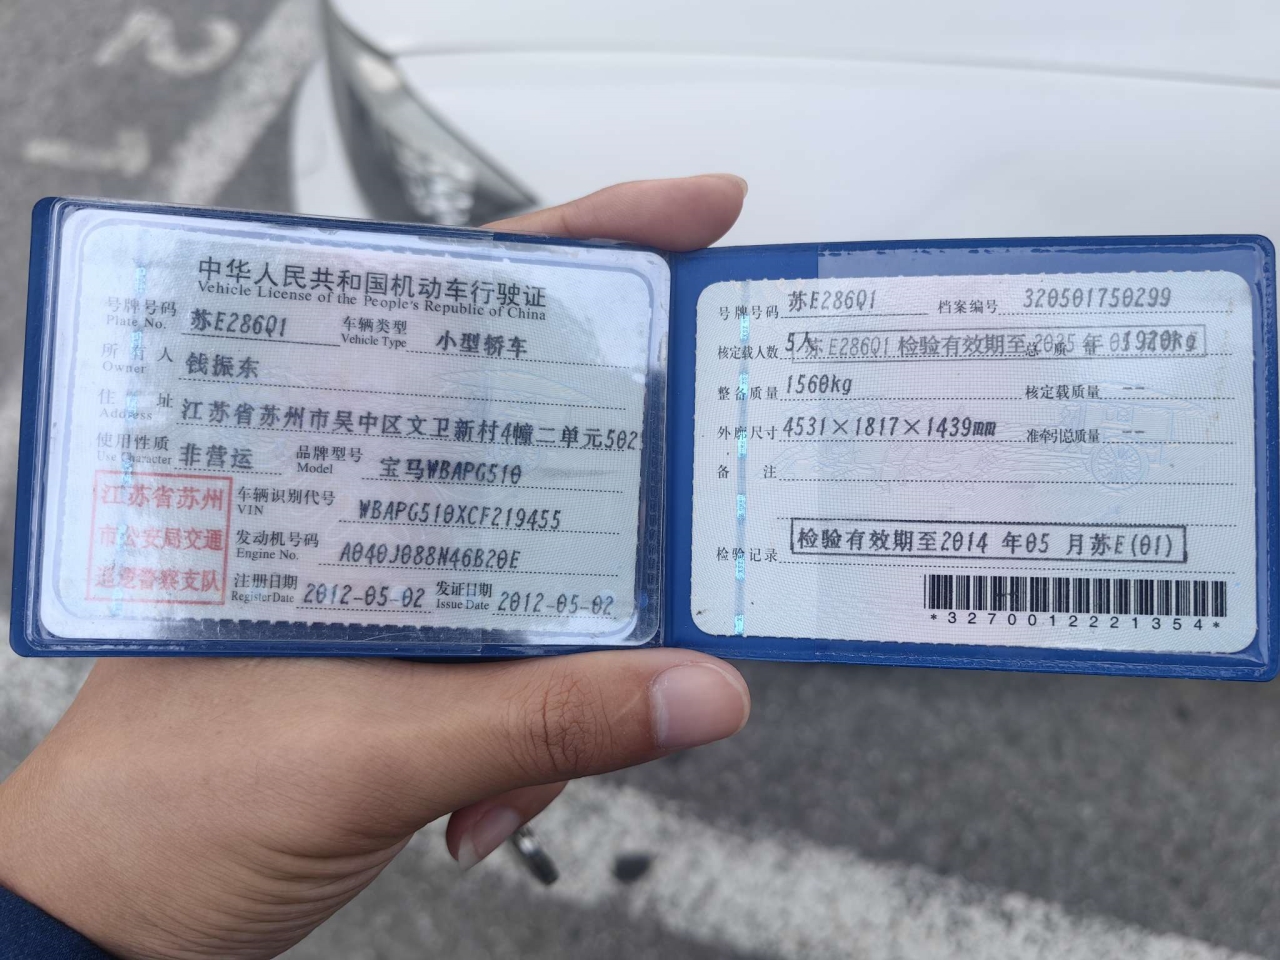 中华人民共和国机动车行驶证
Vehicle License of the People's Republic of China
号牌号码 苏E286Q1 车辆类型 小型轿车
Plate No. Vehicle Type
所有人 钱振东
Owner
住址 江苏省苏州市吴中区文卫新村4幢二单元502
Address
使用性质 非营运 品牌型号 宝马WBAPG510
Use Character Model
江苏省苏州
市公安局交通
巡逻警察支队
车辆识别代号 WBAPG510XCF219455
VIN
发动机号码 A040J088N46B20E
Engine No.
注册日期 2012-05-02 发证日期 2012-05-02
Register Date Issue Date
号牌号码 苏E286Q1 档案编号 320501750299
核定载人数 5人 总质量 1920kg
苏E286Q1 检验有效期至2025 年
整备质量 1560kg 核定载质量 --
外廓尺寸 4531×1817×1439mm 准牵引总质量 --
备注
检验记录 检验有效期至2014 年05 月苏E(01)
*3270012221354*